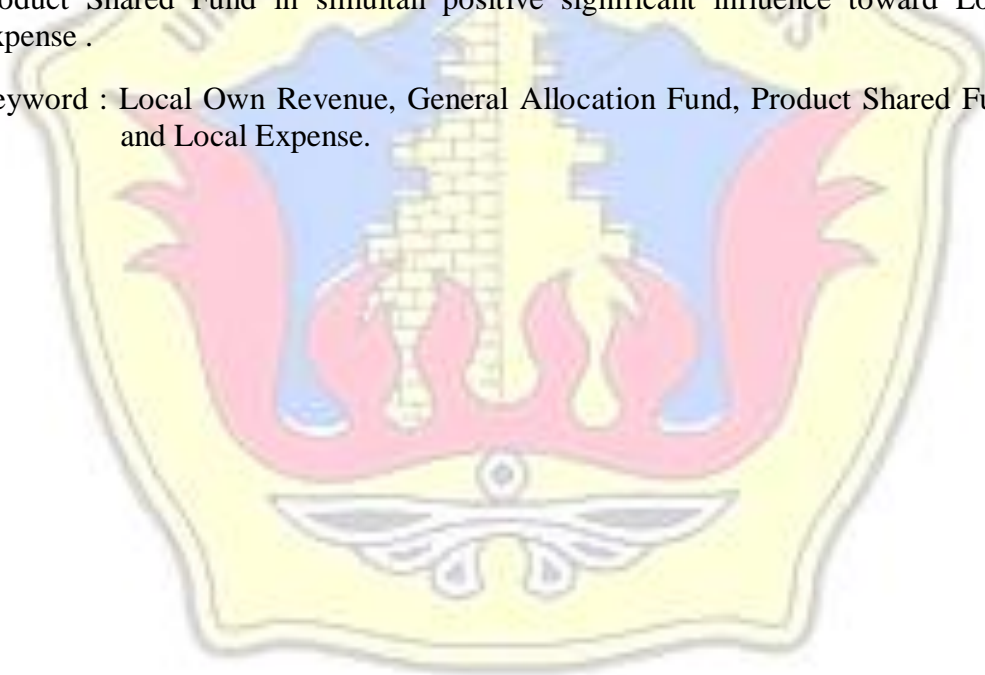 oduct Shared Fund in simultan positive significant influence toward Lo
xpense .
eyword : Local Own Revenue, General Allocation Fund, Product Shared Fu
and Local Expense.